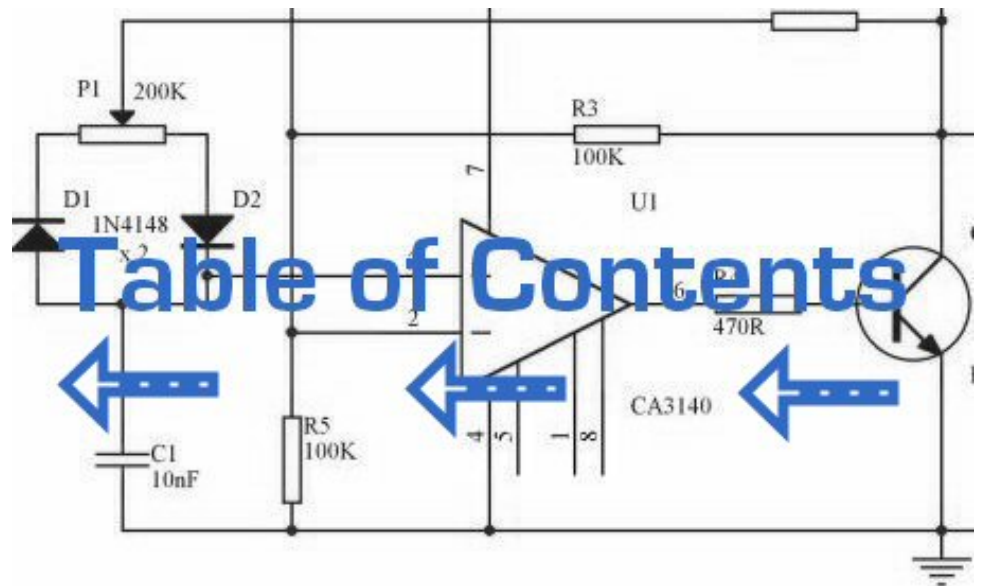 P1 200K
R3
100K
7
D1
D2
1N4148
x 2
U1
Table of Contents
6
2
470R
CA3140
R5
100K
4
5
1
8
C1
10nF